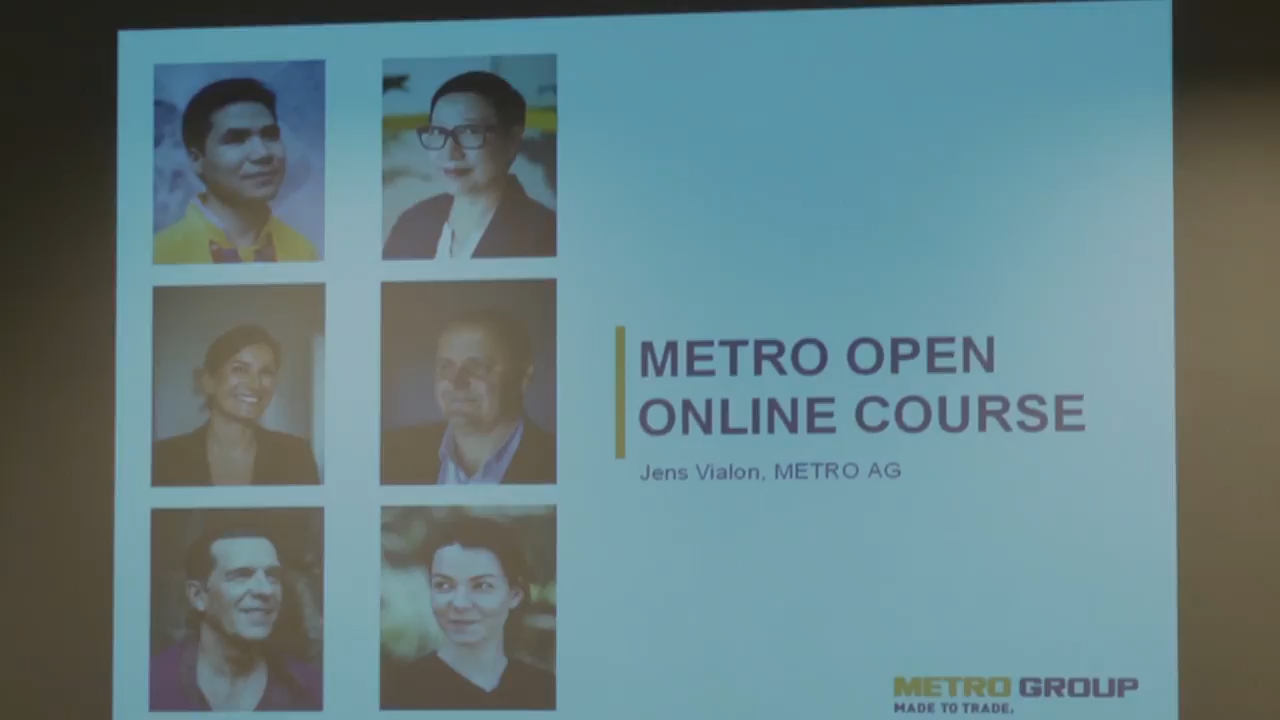 METRO OPEN
ONLINE COURSE
Jens Vialon, METRO AG
METRO GROUP
MADE TO TRADE.